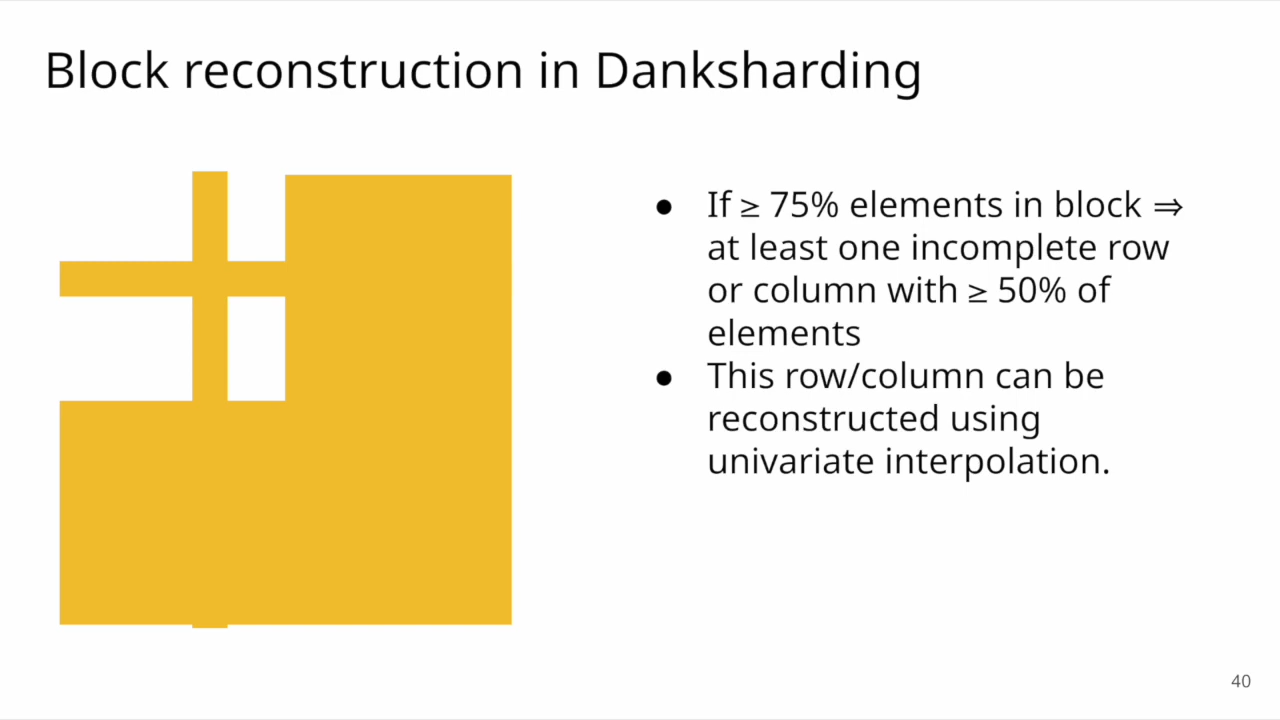 Block reconstruction in Danksharding
● If ≥ 75% elements in block ⇒
at least one incomplete row
or column with ≥ 50% of
elements
● This row/column can be
reconstructed using
univariate interpolation.
40